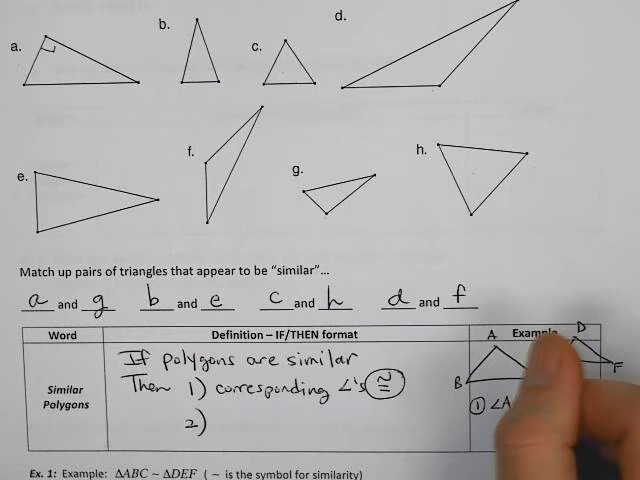 a.
b.
c.
d.
e.
f.
g.
h.
Match up pairs of triangles that appear to be “similar”...
a and g b and e c and h d and f
Word Definition – IF/THEN format Example
Similar Polygons
If polygons are similar
Then 1) corresponding ∠'s ≅
2)
A D
B F
① ∠A
Ex. 1: Example: ΔABC ~ ΔDEF ( ~ is the symbol for similarity)